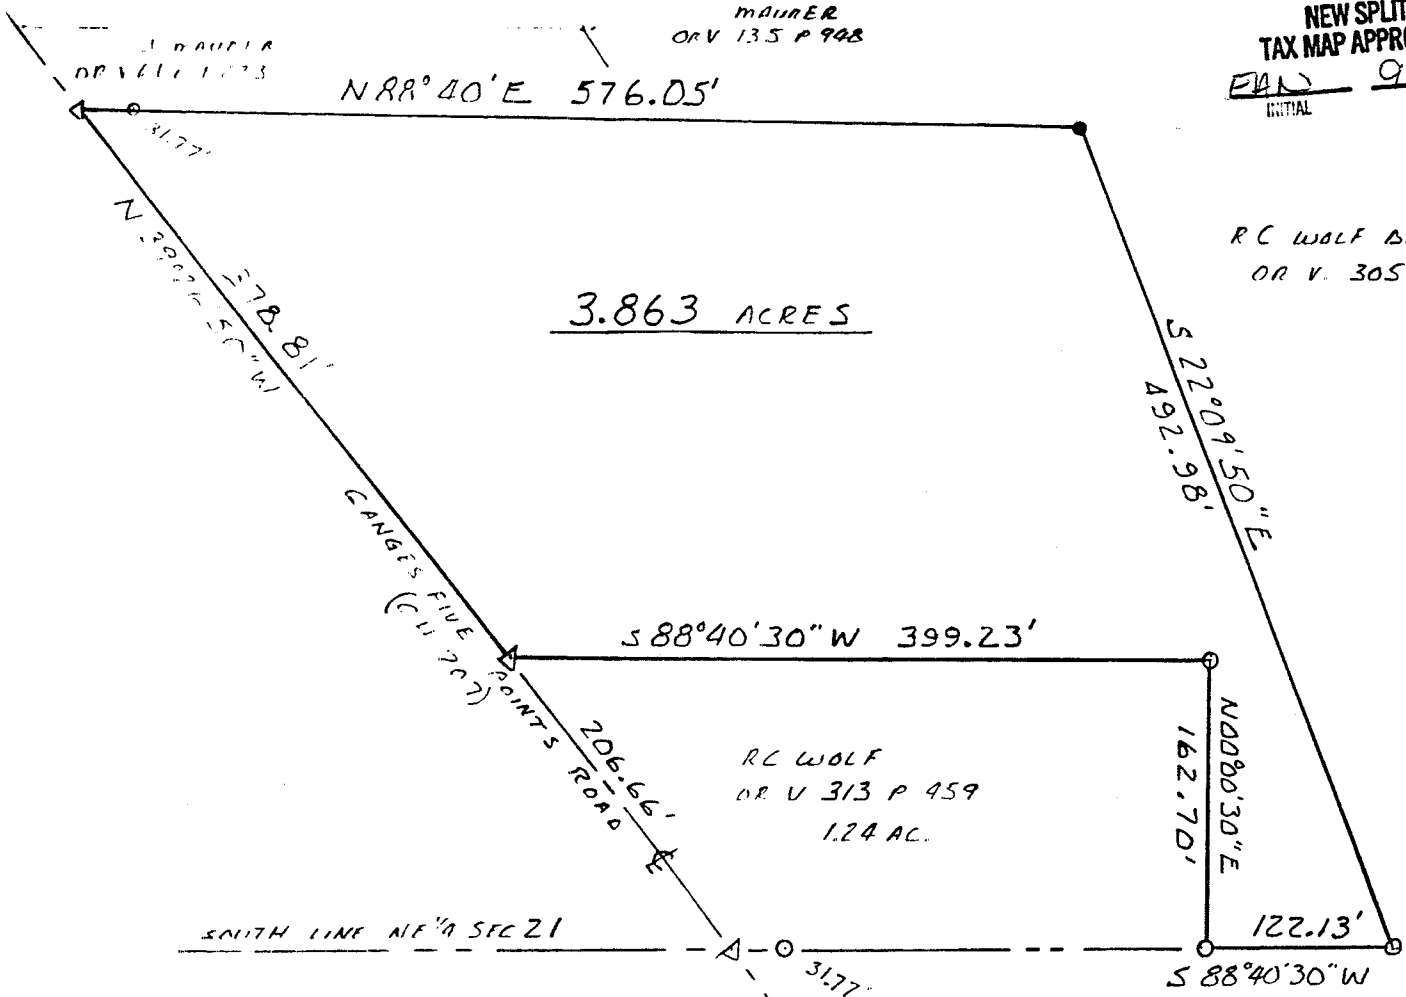 MAURER
OR V 135 P 948
NEW SPLIT
TAX MAP APPR
INITIAL
MAURER
N 88° 40' E 576.05'
31.77'
R C WOLF
OR V. 305
378.81'
3.863 ACRES
S 22° 09' 50" E
492.98'
GANGES FIVE POINTS ROAD
S 88° 40' 30" W 399.23'
206.66'
RC WOLF
OR V 313 P 459
1.24 AC.
N00°00'30"E
162.70'
SOUTH LINE NE 1/4 SEC 21
31.77'
122.13'
S 88° 40' 30" W